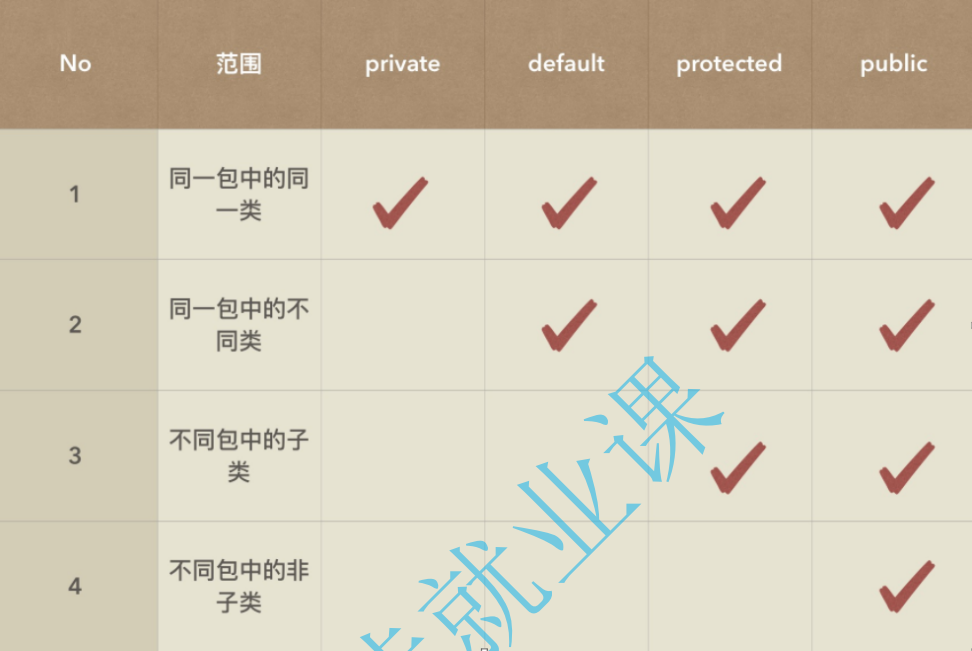 No 范围 private default protected public
1 同一包中的同
一类
2 同一包中的不
同类
3 不同包中的子
类
4 不同包中的非
子类
就业课